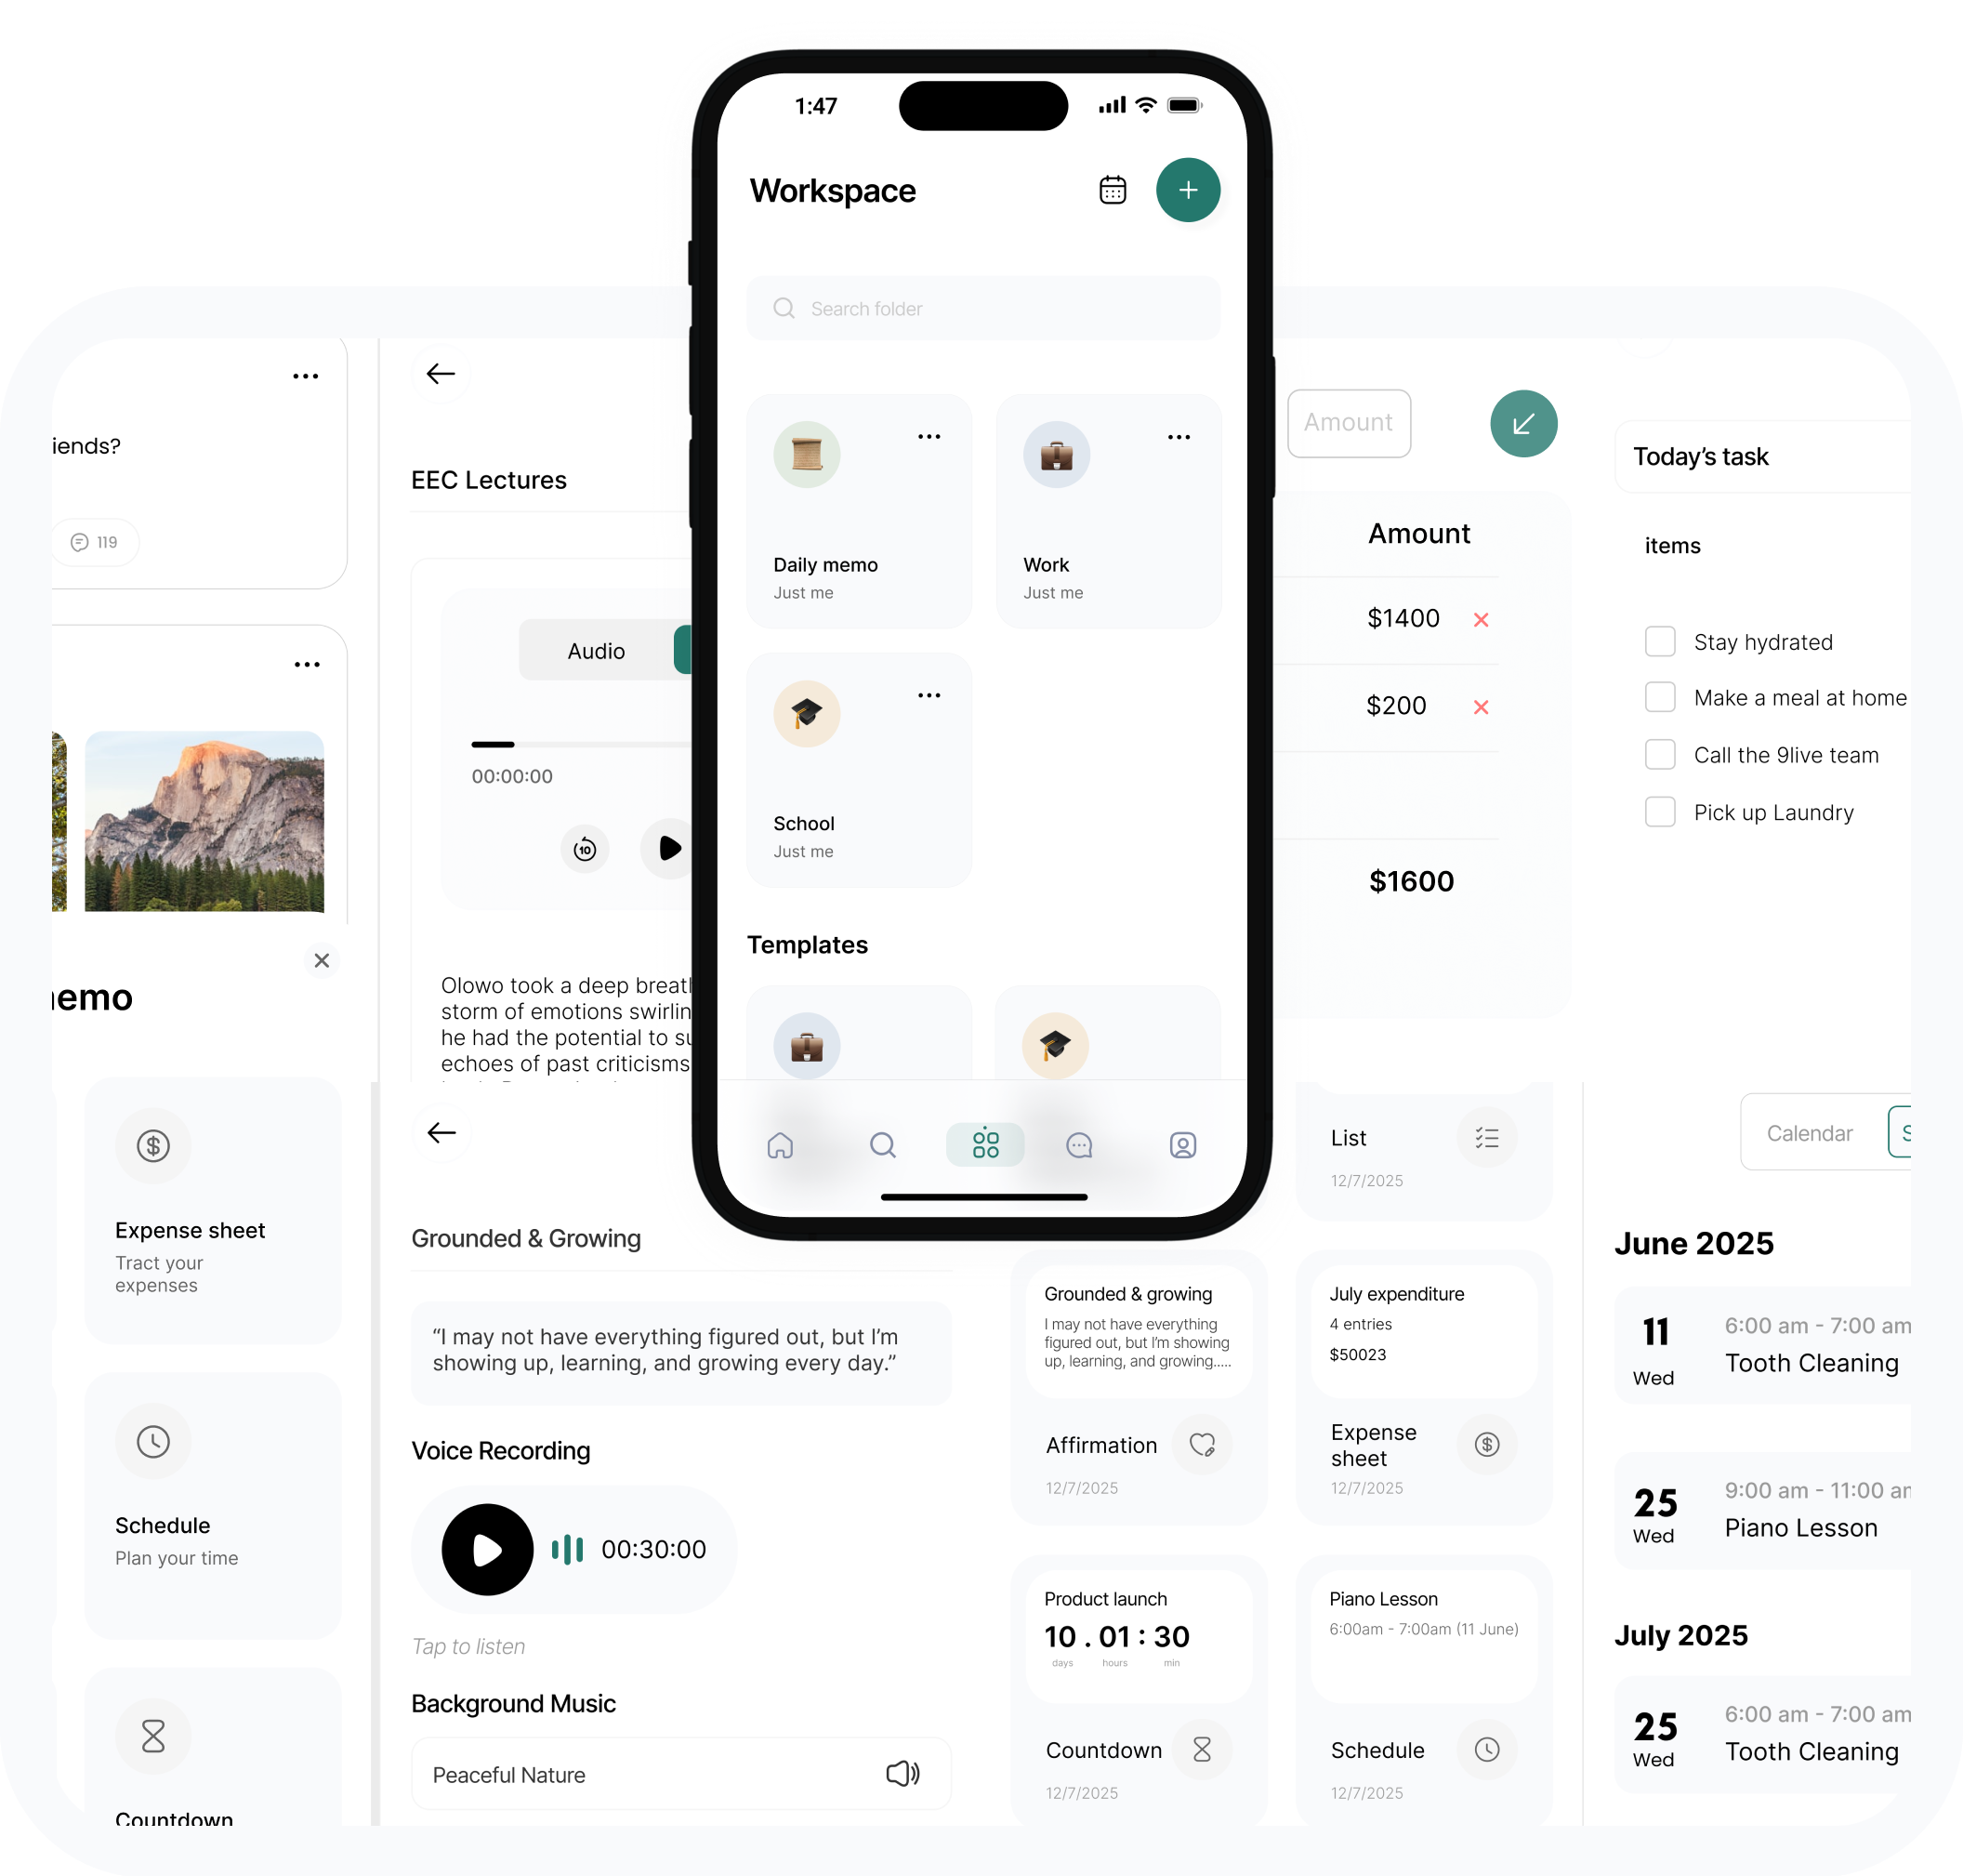 1:47
Workspace
Search folder
Daily memo
Just me
Work
Just me
School
Just me
Templates
iends?
119
emo
Expense sheet
Tract your
expenses
Schedule
Plan your time
Countdown
EEC Lectures
Audio
00:00:00
10
Olowo took a deep breath
storm of emotions swirlin
he had the potential to su
echoes of past criticisms
Grounded & Growing
“I may not have everything figured out, but I’m
showing up, learning, and growing every day.”
Voice Recording
00:30:00
Tap to listen
Background Music
Peaceful Nature
Amount
Amount
$1400
$200
$1600
List
12/7/2025
Grounded & growing
I may not have everything
figured out, but I’m showing
up, learning, and growing.....
Affirmation
12/7/2025
July expenditure
4 entries
$50023
Expense
sheet
12/7/2025
Product launch
10 . 01 : 30
days hours min
Countdown
12/7/2025
Piano Lesson
6:00am - 7:00am (11 June)
Schedule
12/7/2025
Today’s task
items
Stay hydrated
Make a meal at home
Call the 9live team
Pick up Laundry
Calendar
S
June 2025
11
Wed
6:00 am - 7:00 am
Tooth Cleaning
25
Wed
9:00 am - 11:00 am
Piano Lesson
July 2025
25
Wed
6:00 am - 7:00 am
Tooth Cleaning